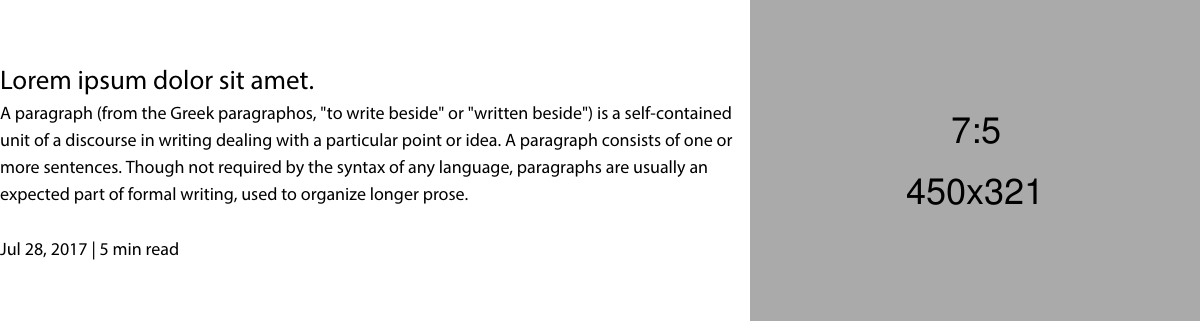 Lorem ipsum dolor sit amet.
A paragraph (from the Greek paragraphos, "to write beside" or "written beside") is a self-contained
unit of a discourse in writing dealing with a particular point or idea. A paragraph consists of one or
more sentences. Though not required by the syntax of any language, paragraphs are usually an
expected part of formal writing, used to organize longer prose.
Jul 28, 2017 | 5 min read
7:5
450x321